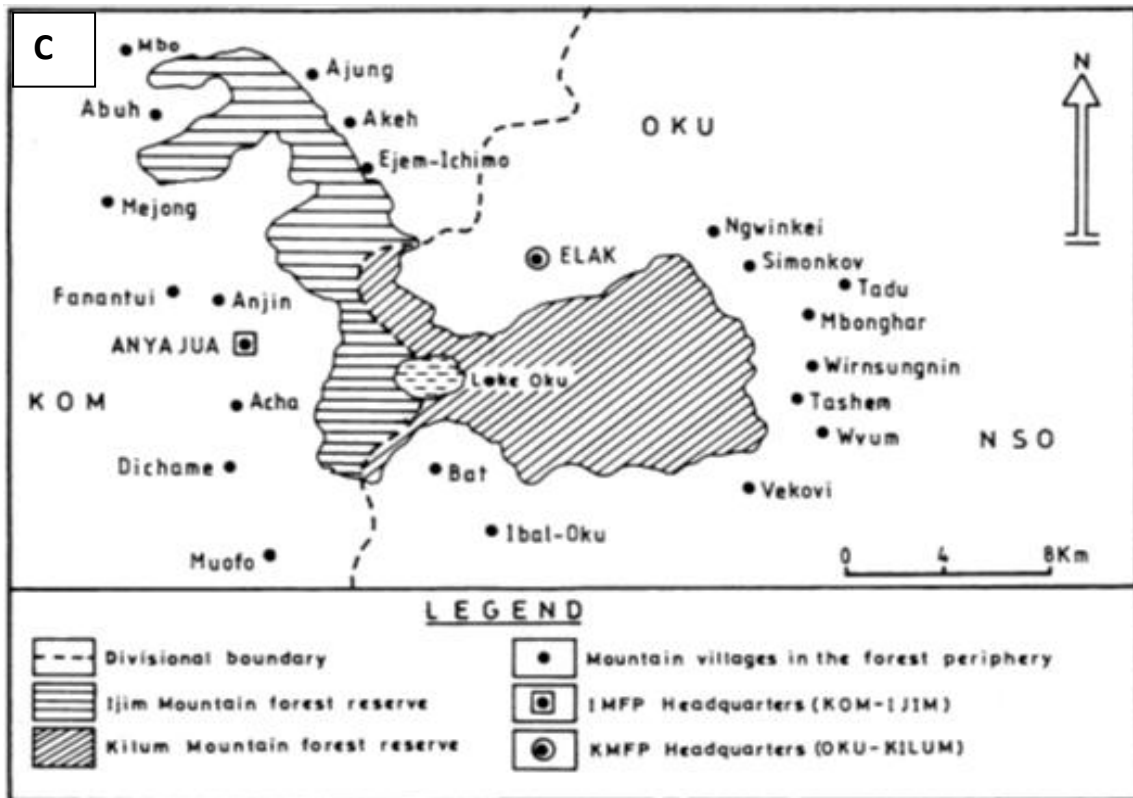 C
Mbo
Ajung
N
Abuh
Akeh
OKU
Ejem-Ichimo
Mejong
Ngwinkei
ELAK
Simonkov
Tadu
Fanantui
Anjin
Mbonghar
ANYAJUA
Wirnsungnin
Lake Oku
KOM
Acha
Tashem
Wvum
NSO
Dichame
Bat
Vekovi
Ibal-Oku
Muofo
0 4 8Km
LEGEND
Divisional boundary
Ijim Mountain forest reserve
Kilum Mountain forest reserve
Mountain villages in the forest periphery
IMFP Headquarters (KOM-IJIM)
KMFP Headquarters (OKU-KILUM)